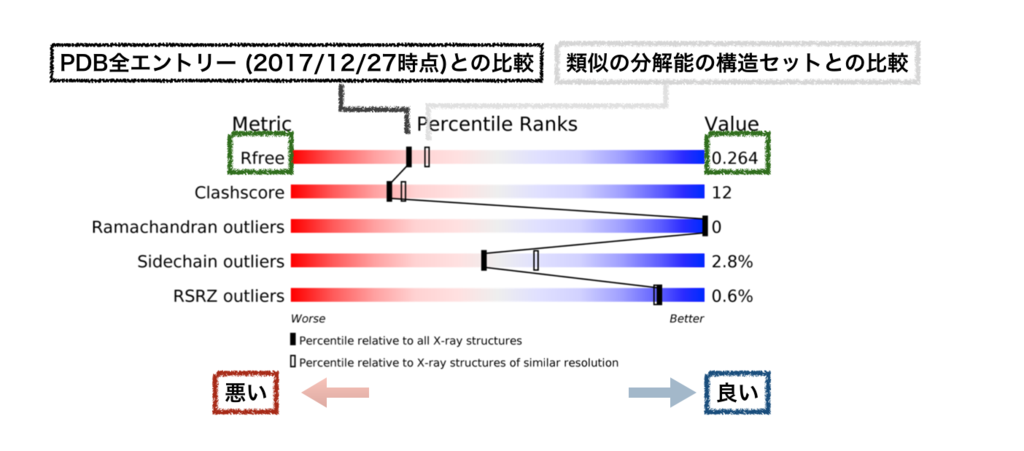 PDB全エントリー (2017/12/27時点)との比較
類似の分解能の構造セットとの比較
Metric Percentile Ranks Value
Rfree 0.264
Clashscore 12
Ramachandran outliers 0
Sidechain outliers 2.8%
RSRZ outliers 0.6%
Worse Better
Percentile relative to all X-ray structures
Percentile relative to X-ray structures of similar resolution
悪い 良い